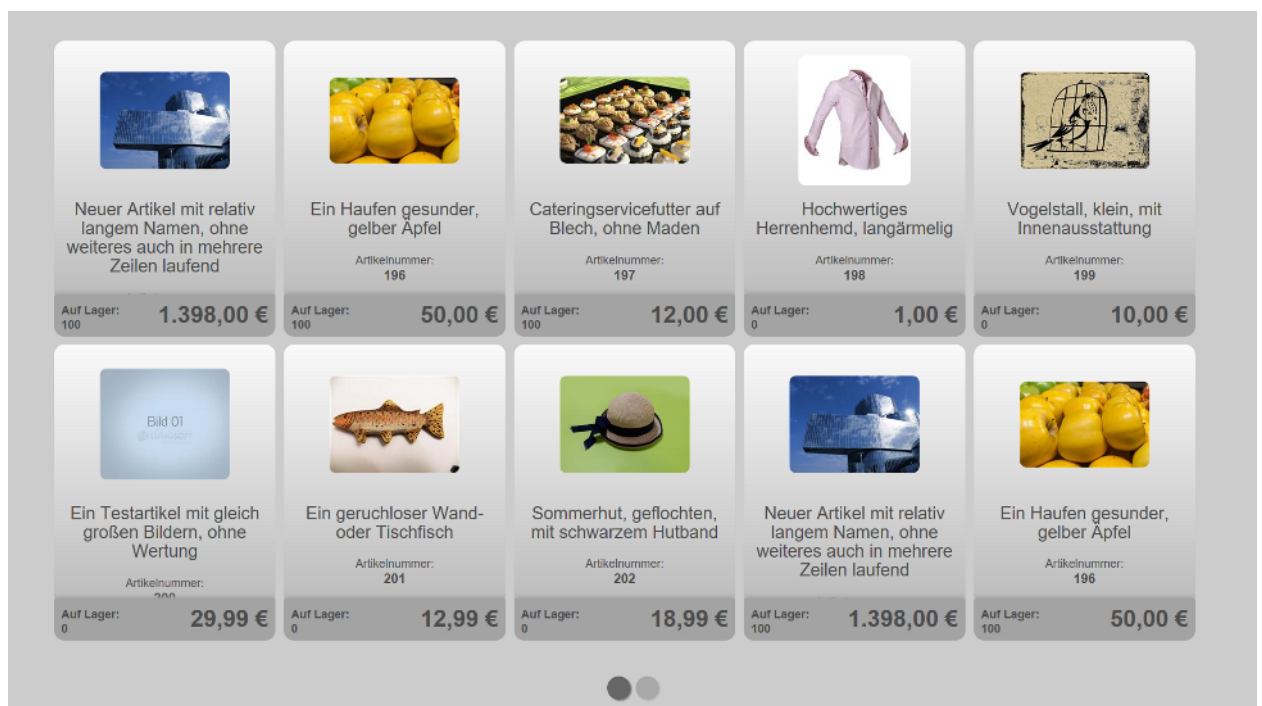 Neuer Artikel mit relativ
langem Namen, ohne
weiteres auch in mehrere
Zeilen laufend
Auf Lager:
100
1.398,00 €
Ein Haufen gesunder,
gelber Äpfel
Artikelnummer:
196
Auf Lager:
100
50,00 €
Cateringservicefutter auf
Blech, ohne Maden
Artikelnummer:
197
Auf Lager:
100
12,00 €
Hochwertiges
Herrenhemd, langärmelig
Artikelnummer:
198
Auf Lager:
0
1,00 €
Vogelstall, klein, mit
Innenausstattung
Artikelnummer:
199
Auf Lager:
0
10,00 €
Bild 01
Ein Testartikel mit gleich
großen Bildern, ohne
Wertung
Artikelnummer:
200
Auf Lager:
0
29,99 €
Ein geruchloser Wand-
oder Tischfisch
Artikelnummer:
201
Auf Lager:
0
12,99 €
Sommerhut, geflochten,
mit schwarzem Hutband
Artikelnummer:
202
Auf Lager:
0
18,99 €
Neuer Artikel mit relativ
langem Namen, ohne
weiteres auch in mehrere
Zeilen laufend
Auf Lager:
100
1.398,00 €
Ein Haufen gesunder,
gelber Äpfel
Artikelnummer:
196
Auf Lager:
100
50,00 €